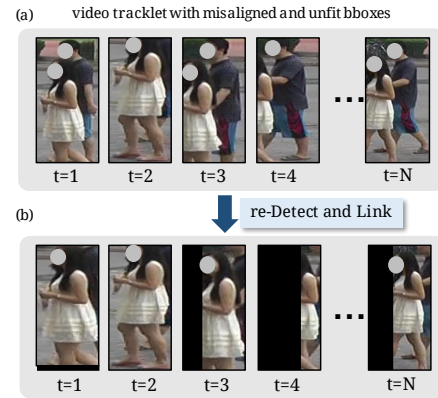 (a) video tracklet with misaligned and unfit bboxes
...
t=1 t=2 t=3 t=4 t=N
re-Detect and Link
(b)
...
t=1 t=2 t=3 t=4 t=N